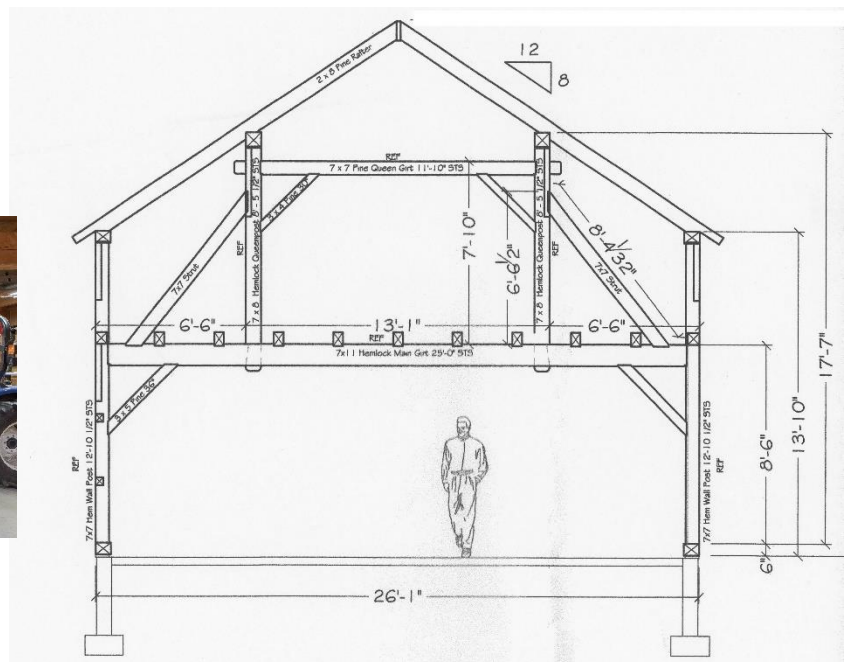 12
8
2 x 8 Pine Rafter
REF
7 x 7 Pine Queen Girt 11'-10" STS
3 x 4 Pine 30"
7 x 8 Hemlock Queenpost 8' - 5 1/2" STS
7 x 8 Hemlock Queenpost 8' - 5 1/2" STS
REF
REF
7x7 Strut
7x7 Strut
7'-10"
6'-6 1/2"
8'-4 1/32"
6'-6"
13'-1"
6'-6"
REF
7x11 Hemlock Main Girt 25'-0" STS
3 x 5 Pine 36"
7x7 Hem Wall Post 12'-10 1/2" STS
REF
7x7 Hem Wall Post 12'-10 1/2" STS
REF
8'-6"
13'-10"
17'-7"
6"
26'-1"